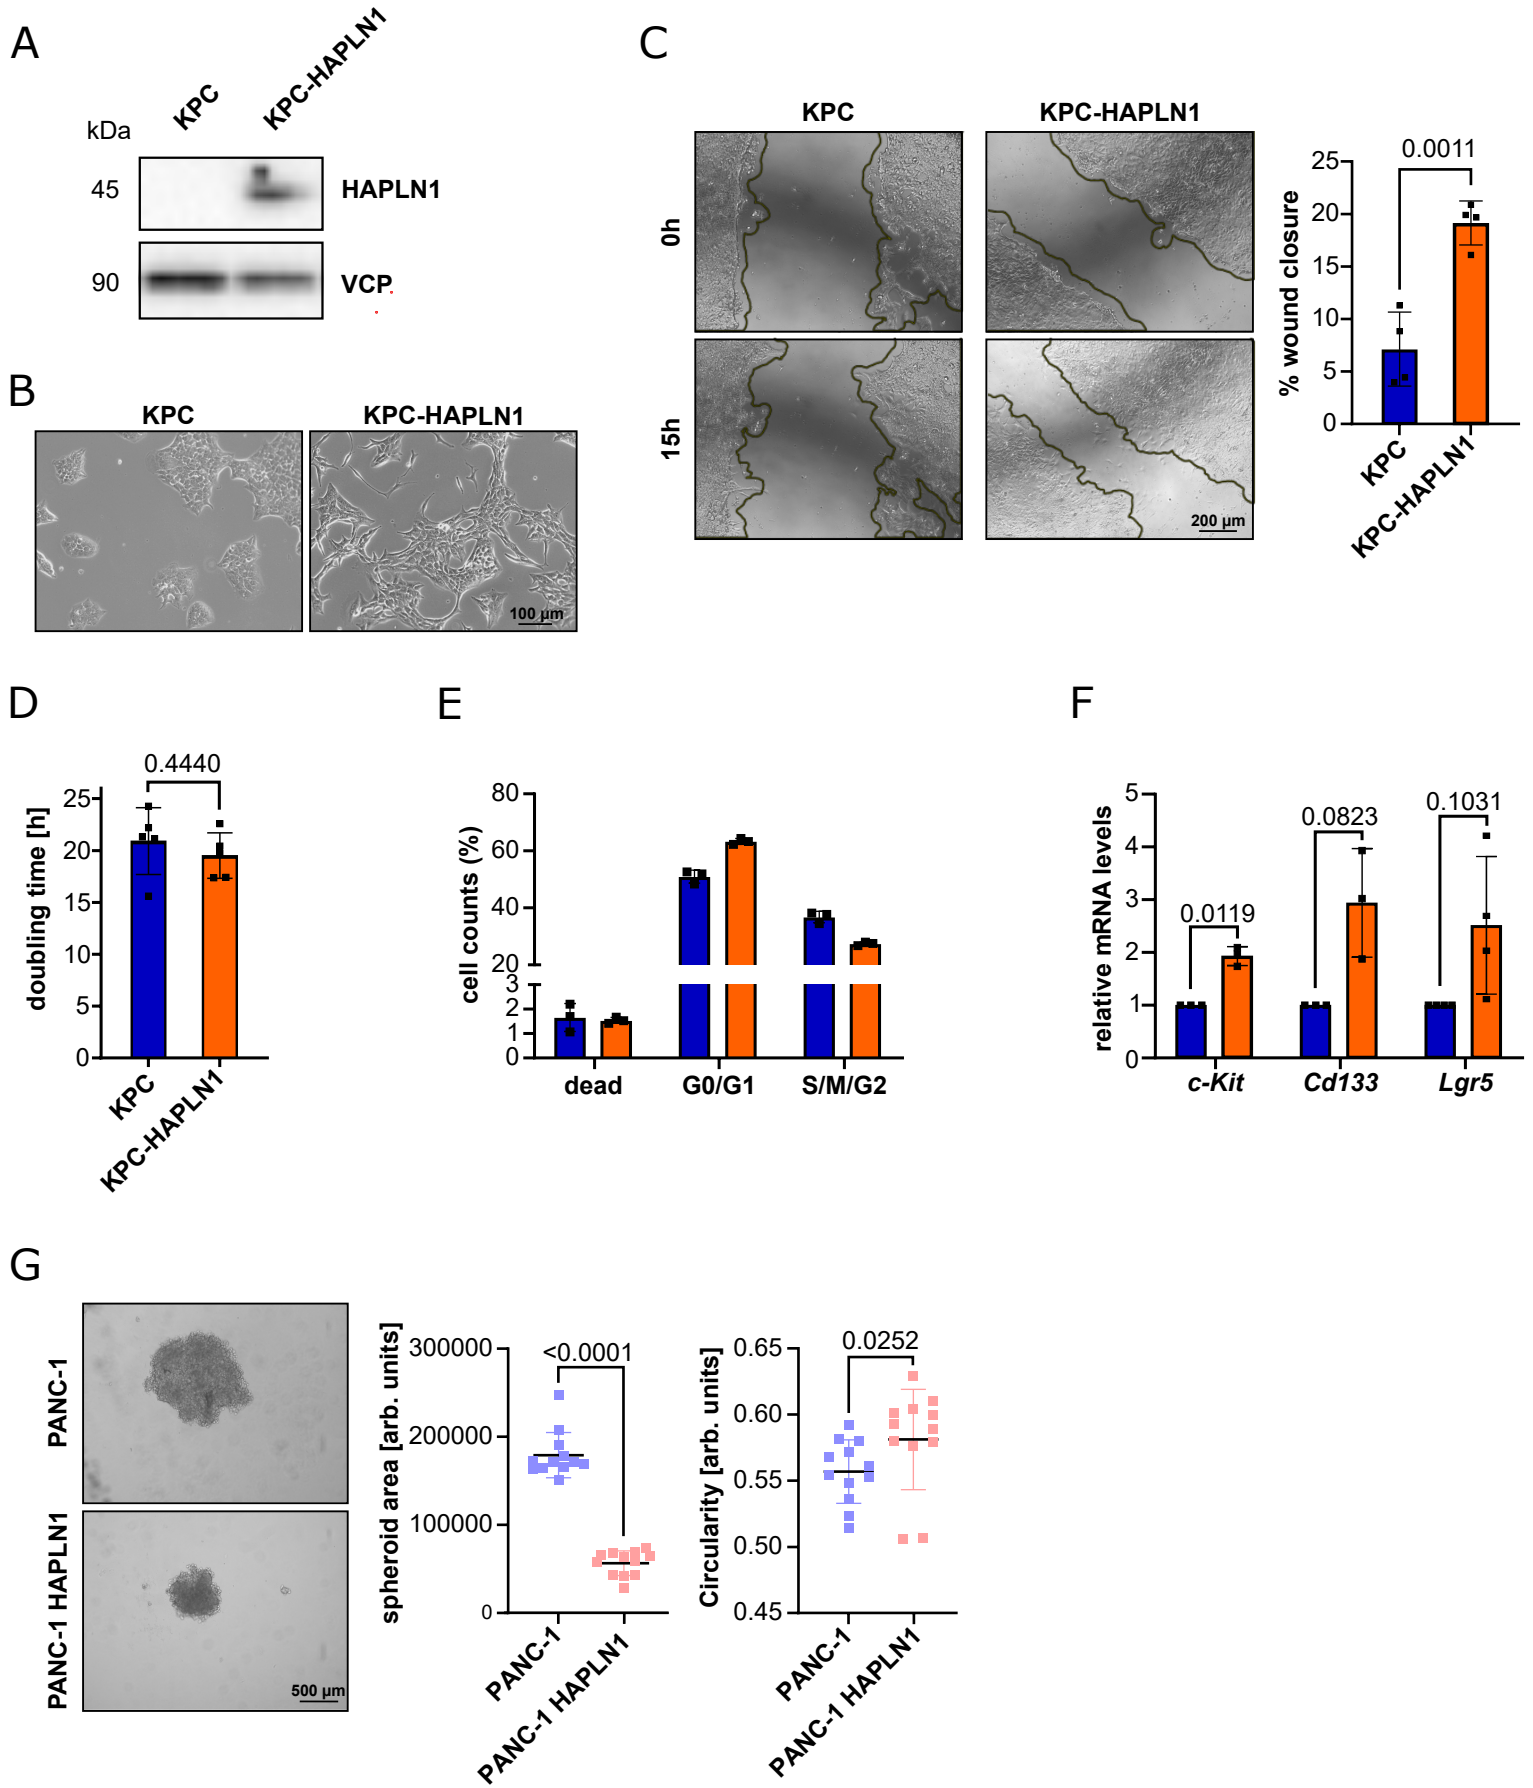 A
KPC
KPC-HAPLN1
kDa
45
HAPLN1
90
VCP
B
KPC
KPC-HAPLN1
100 µm
C
KPC
KPC-HAPLN1
0h
15h
200 µm
% wound closure
25
20
15
10
5
0
0.0011
KPC
KPC-HAPLN1
D
doubling time [h]
25
20
15
10
5
0
0.4440
KPC
KPC-HAPLN1
E
cell counts (%)
80
60
40
20
3
2
1
0
dead
G0/G1
S/M/G2
F
relative mRNA levels
5
4
3
2
1
0
0.0119
0.0823
0.1031
c-Kit
Cd133
Lgr5
G
PANC-1
PANC-1 HAPLN1
500 µm
spheroid area [arb. units]
300000
200000
100000
0
<0.0001
PANC-1
PANC-1 HAPLN1
Circularity [arb. units]
0.65
0.60
0.55
0.50
0.45
0.0252
PANC-1
PANC-1 HAPLN1